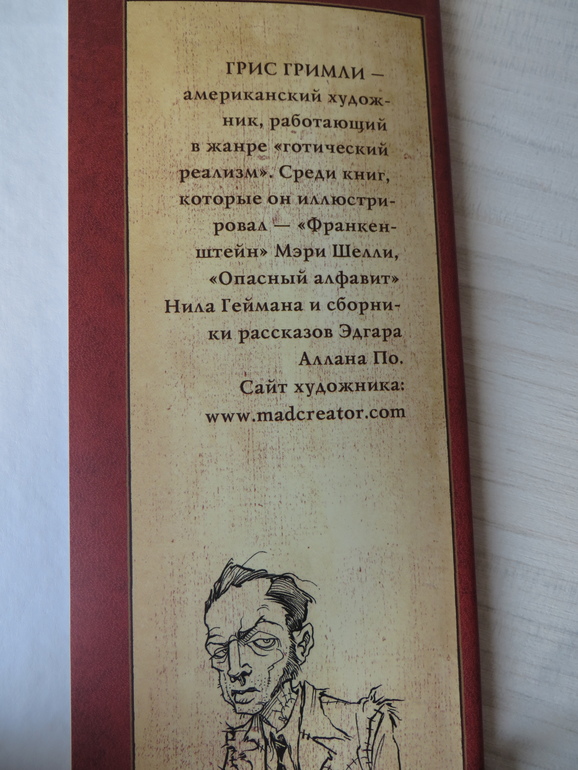 ГРИС ГРИМЛИ —
американский худож-
ник, работающий
в жанре «готический
реализм». Среди книг,
которые он иллюстри-
ровал — «Франкен-
штейн» Мэри Шелли,
«Опасный алфавит»
Нила Геймана и сборни-
ки рассказов Эдгара
Аллана По.
Сайт художника:
www.madcreator.com